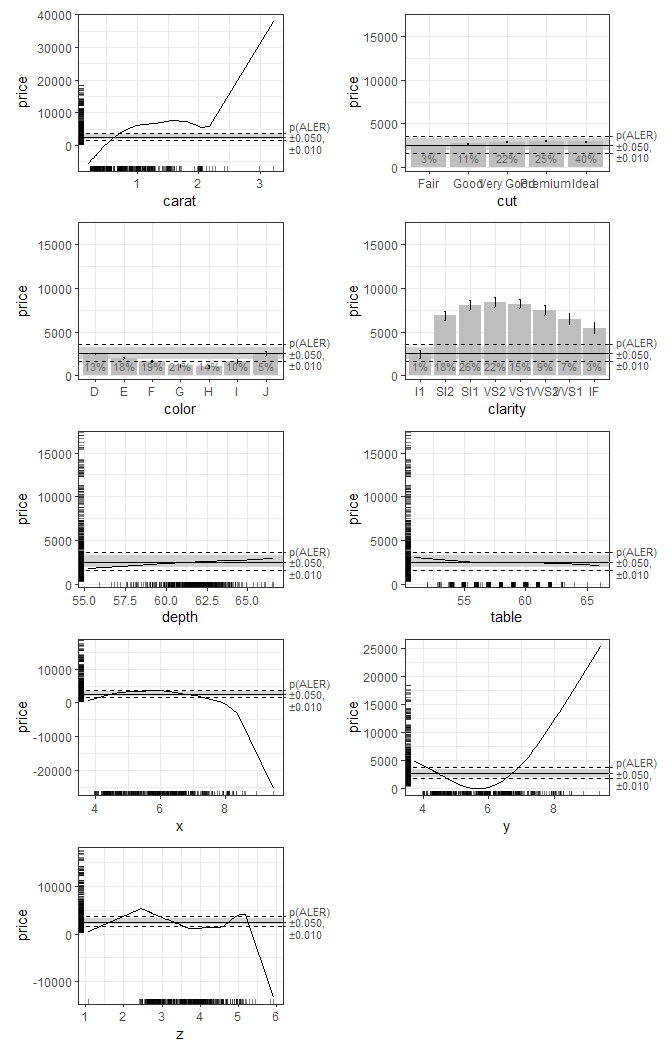 40000
30000
20000
10000
0
price
1 2 3
carat
p(ALER)
±0.050,
±0.010
15000
10000
5000
0
price
3% 11% 22% 25% 40%
Fair Good Very Good Premium Ideal
cut
p(ALER)
±0.050,
±0.010
15000
10000
5000
0
price
13% 18% 19% 21% 10% 5%
D E F G H I J
color
p(ALER)
±0.050,
±0.010
15000
10000
5000
0
price
1% 18% 26% 22% 15% 9% 7% 3%
I1 SI2 SI1 VS2 VS1 VVS2 VVS1 IF
clarity
p(ALER)
±0.050,
±0.010
15000
10000
5000
0
price
55.0 57.5 60.0 62.5 65.0
depth
p(ALER)
±0.050,
±0.010
15000
10000
5000
0
price
55 60 65
table
p(ALER)
±0.050,
±0.010
10000
0
-10000
-20000
price
4 6 8
x
p(ALER)
±0.050,
±0.010
25000
20000
15000
10000
5000
0
price
4 6 8
y
p(ALER)
±0.050,
±0.010
10000
0
-10000
price
1 2 3 4 5 6
z
p(ALER)
±0.050,
±0.010